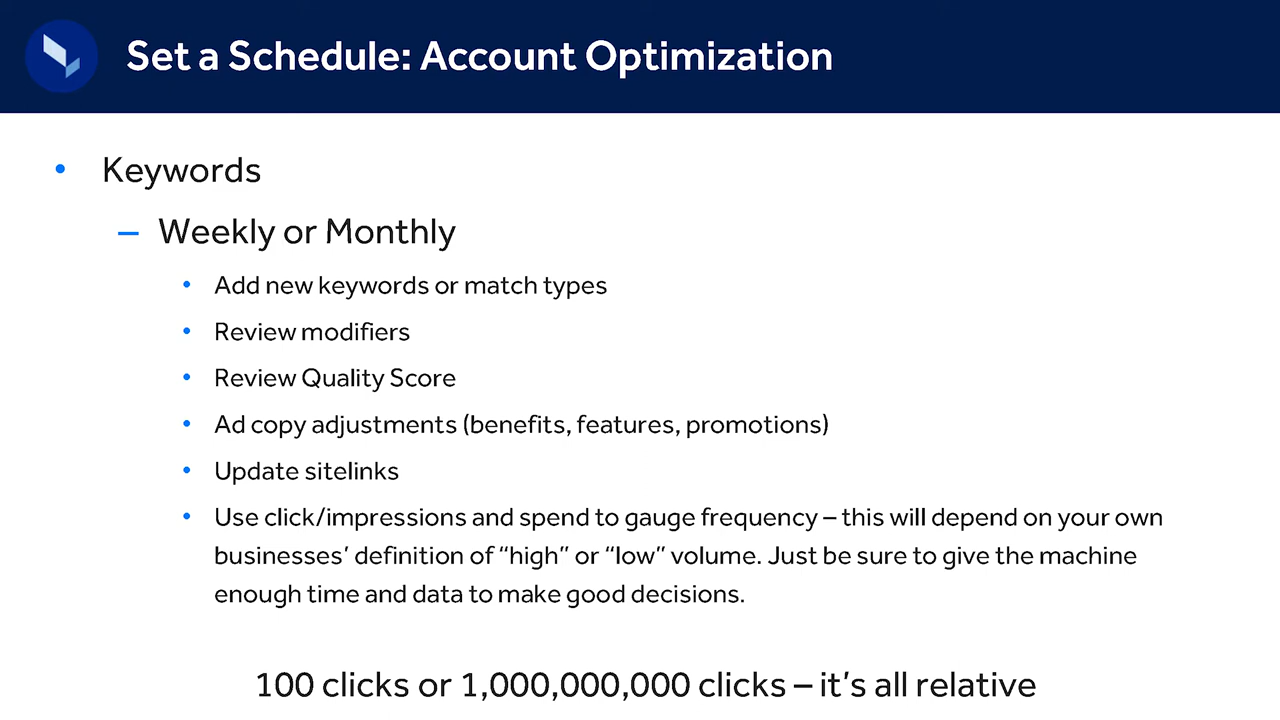 Set a Schedule: Account Optimization
• Keywords
– Weekly or Monthly
• Add new keywords or match types
• Review modifiers
• Review Quality Score
• Ad copy adjustments (benefits, features, promotions)
• Update sitelinks
• Use click/impressions and spend to gauge frequency – this will depend on your own
businesses’ definition of “high” or “low” volume. Just be sure to give the machine
enough time and data to make good decisions.
100 clicks or 1,000,000,000 clicks – it’s all relative